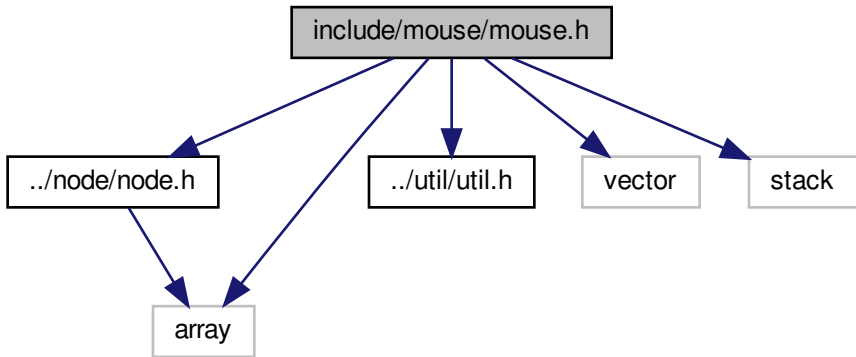 include/mouse/mouse.h
../node/node.h
../util/util.h
vector
stack
array